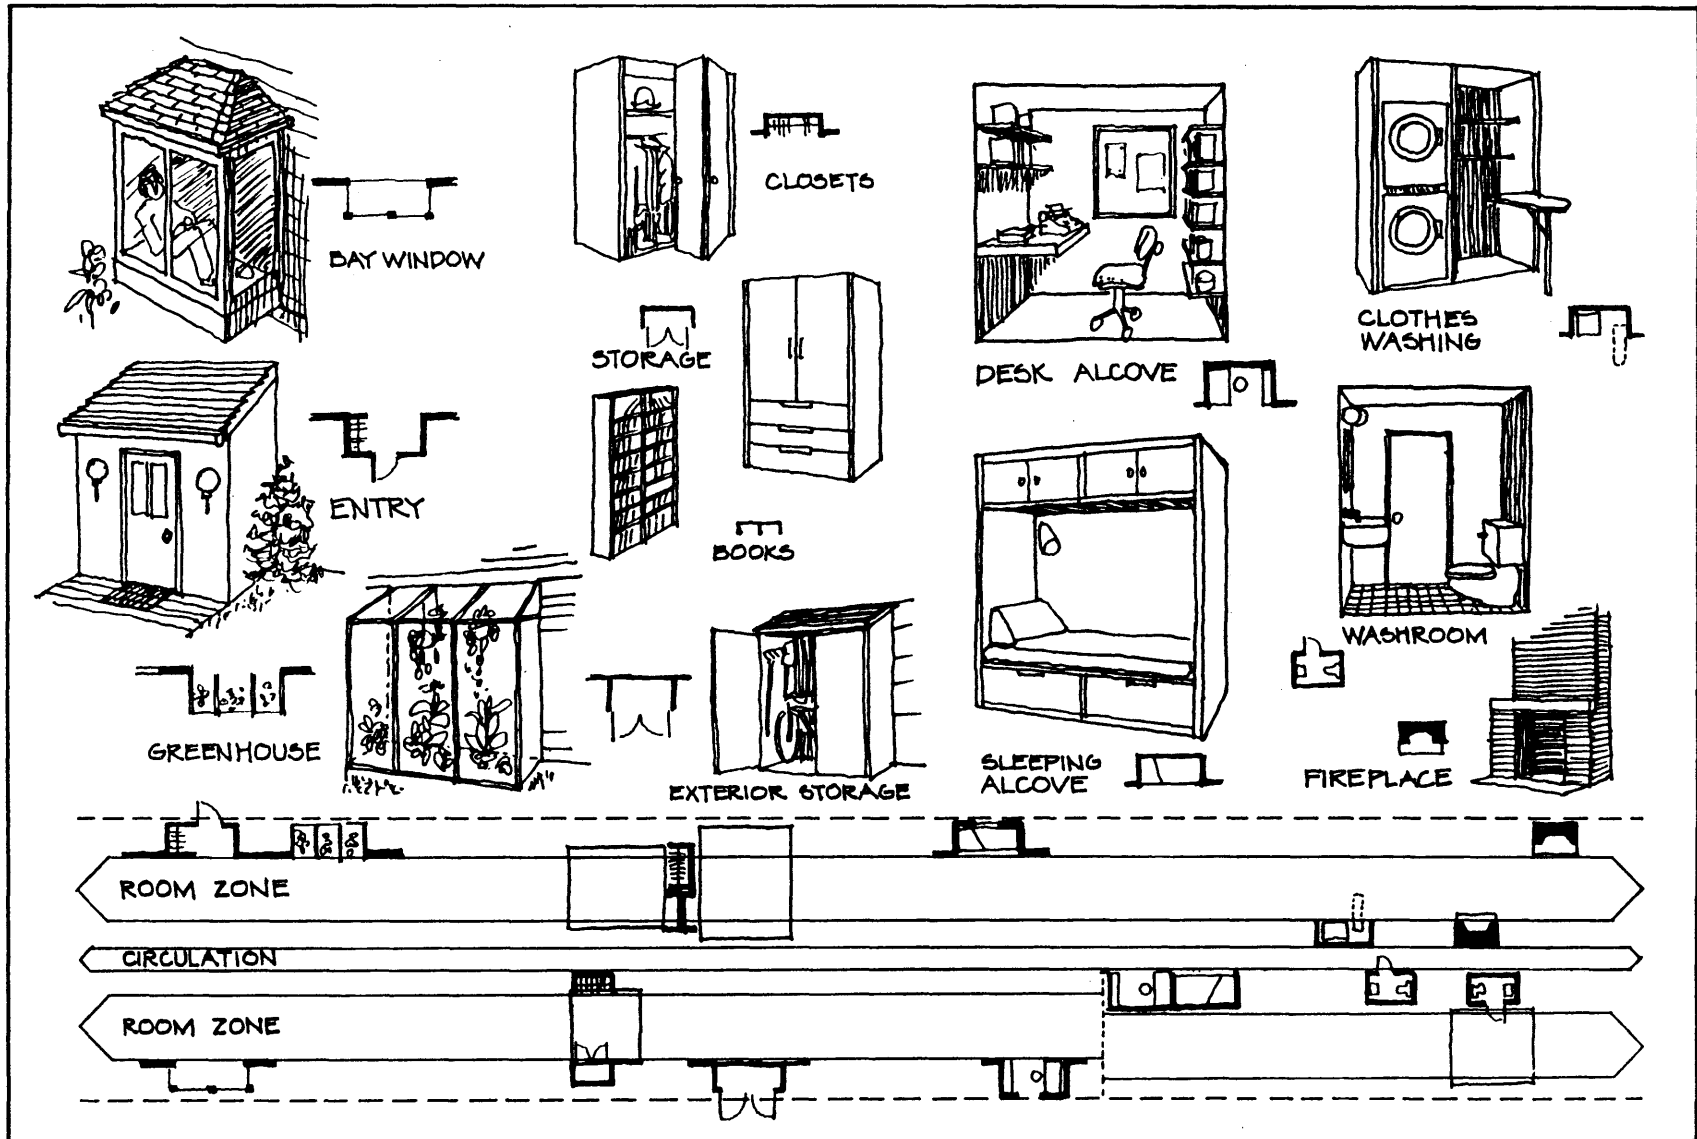 CLOSETS
BAY WINDOW
STORAGE
DESK ALCOVE
CLOTHES
WASHING
ENTRY
BOOKS
WASHROOM
GREENHOUSE
EXTERIOR STORAGE
SLEEPING
ALCOVE
FIREPLACE
ROOM ZONE
CIRCULATION
ROOM ZONE